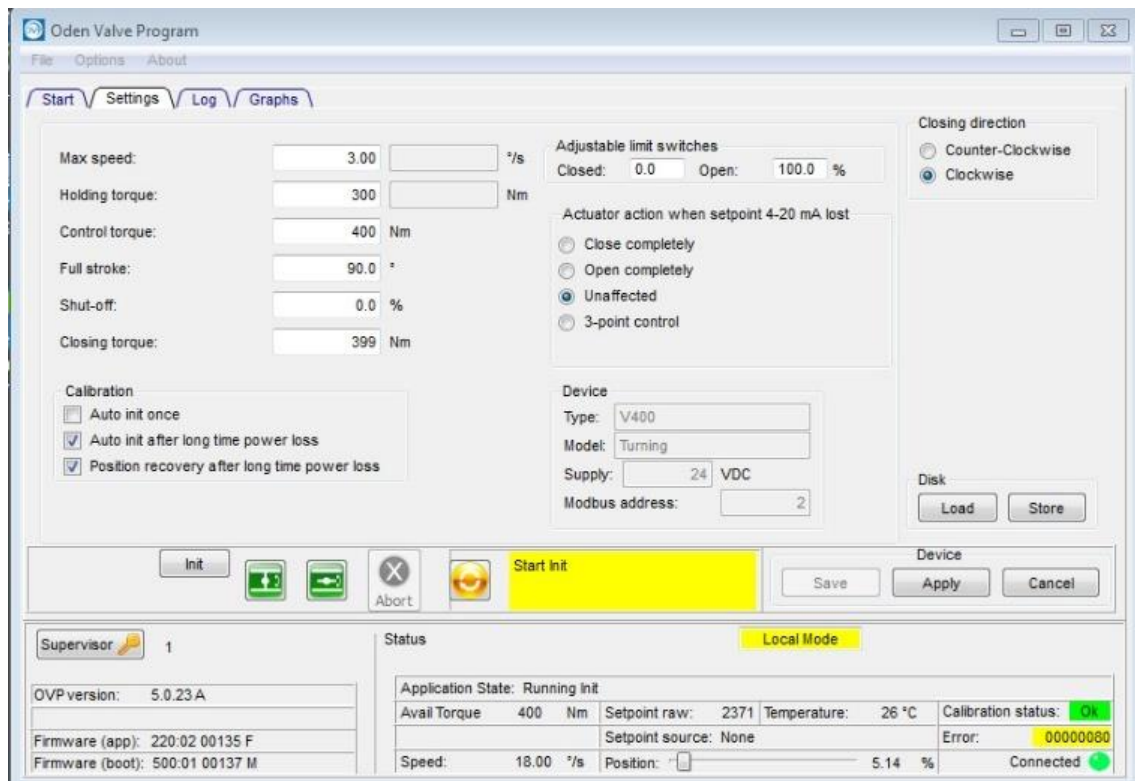 Oden Valve Program
File Options About
Start Settings Log Graphs
Max speed: 3.00 °/s
Holding torque: 300 Nm
Control torque: 400 Nm
Full stroke: 90.0 °
Shut-off: 0.0 %
Closing torque: 399 Nm
Calibration
Auto init once
Auto init after long time power loss
Position recovery after long time power loss
Adjustable limit switches
Closed: 0.0 Open: 100.0 %
Actuator action when setpoint 4-20 mA lost
Close completely
Open completely
Unaffected
3-point control
Device
Type: V400
Model: Turning
Supply: 24 VDC
Modbus address: 2
Closing direction
Counter-Clockwise
Clockwise
Disk
Load Store
Init
Abort
Start Init
Device
Save Apply Cancel
Supervisor 1
OVP version: 5.0.23 A
Firmware (app): 220:02 00135 F
Firmware (boot): 500:01 00137 M
Status Local Mode
Application State: Running Init
Avail Torque 400 Nm Setpoint raw: 2371 Temperature: 26 °C Calibration status: Ok
Setpoint source: None Error: 00000080
Speed: 18.00 °/s Position: 5.14 % Connected